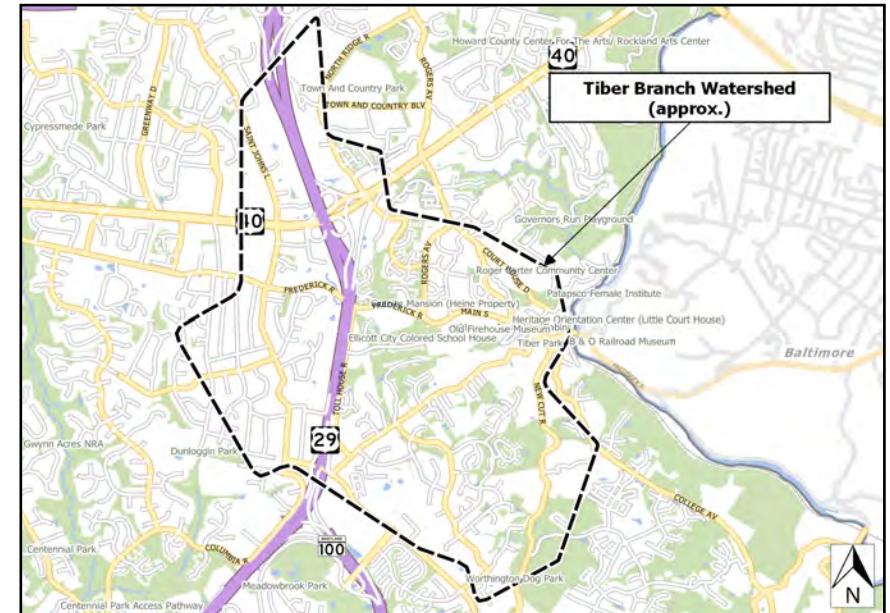 Howard County Center For The Arts/ Rockland Arts Center
40
NORTH RIDGE R
ROGERS AV
Tiber Branch Watershed
(approx.)
Town And Country Park
TOWN AND COUNTRY BLV
GREENWAY D
Cypressmede Park
SAINT JOHNS L
40
Governors Run Playground
ROGERS AV
COURT HOUSE D
Community Center
Patapsco Female Institute
FREDERICK R
Mansion (Heine Property)
FREDERICK R
MAIN S
Heritage Orientation Center (Little Court House)
Old Firehouse Museum
Ellicott City Colored School House
Tiber Park
B & O Railroad Museum
Baltimore
TOLL HOUSE R
NEW CUT R
29
Gwynn Acres NRA
Dunloggin Park
COLLEGE AV
COLUMBIA R
MARYLAND
100
Centennial Park
Meadowbrook Park
Worthington Dog Park
Centennial Park Access Pathway
N